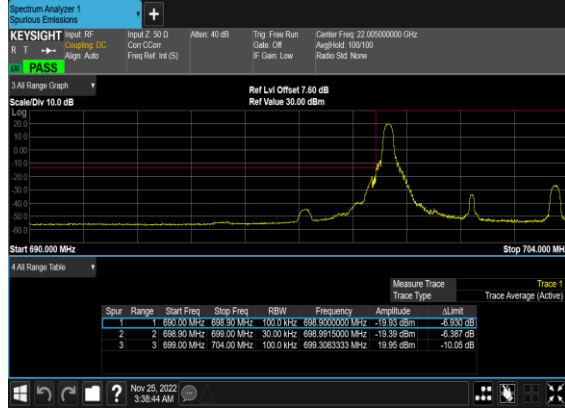 Spectrum Analyzer 1
Spurious Emissions
KEYSIGHT Input: RF Input Z: 50 Ω Atten: 40 dB Trig: Free Run Center Freq: 22.005000000 GHz
R T Coupling: DC Corr CCorr Gate: Off Avg|Hold: 100/100
Align: Auto Freq Ref: Int (S) IF Gain: Low Radio Std: None
PASS
3 All Range Graph
Ref Lvl Offset 7.60 dB
Scale/Div 10.0 dB Ref Value 30.00 dBm
Log
20.0
10.0
0.00
-10.0
-20.0
-30.0
-40.0
-50.0
-60.0
Start 690.000 MHz Stop 704.000 MH
4 All Range Table
Measure Trace Trace 1
Trace Type Trace Average (Active)
Spur Range Start Freq Stop Freq RBW Frequency Amplitude ΔLimit
1 1 690.00 MHz 698.90 MHz 100.0 kHz 698.9000000 MHz -19.93 dBm -6.930 dB
2 2 698.90 MHz 699.00 MHz 30.00 kHz 698.9915000 MHz -19.39 dBm -6.387 dB
3 3 699.00 MHz 704.00 MHz 100.0 kHz 699.3083333 MHz 19.95 dBm -10.05 dB
Nov 25, 2022
3:38:44 AM